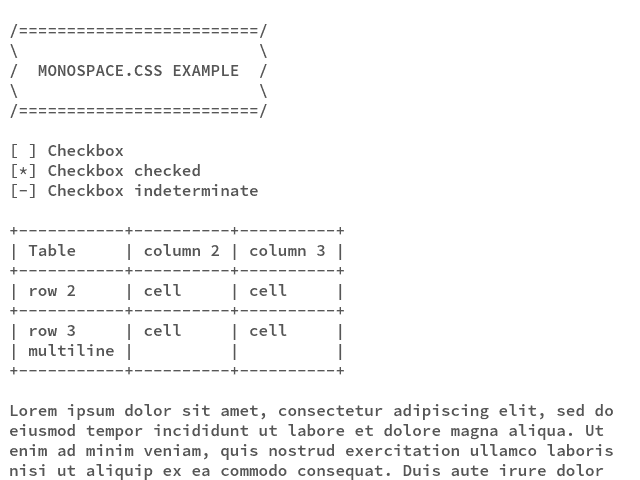 /=========================/
\                         \
/  MONOSPACE.CSS EXAMPLE  /
\                         \
/=========================/
[ ] Checkbox
[*] Checkbox checked
[-] Checkbox indeterminate
+-----------+----------+----------+
| Table     | column 2 | column 3 |
+-----------+----------+----------+
| row 2     | cell     | cell     |
+-----------+----------+----------+
| row 3     | cell     | cell     |
| multiline |          |          |
+-----------+----------+----------+
Lorem ipsum dolor sit amet, consectetur adipiscing elit, sed do
eiusmod tempor incididunt ut labore et dolore magna aliqua. Ut
enim ad minim veniam, quis nostrud exercitation ullamco laboris
nisi ut aliquip ex ea commodo consequat. Duis aute irure dolor